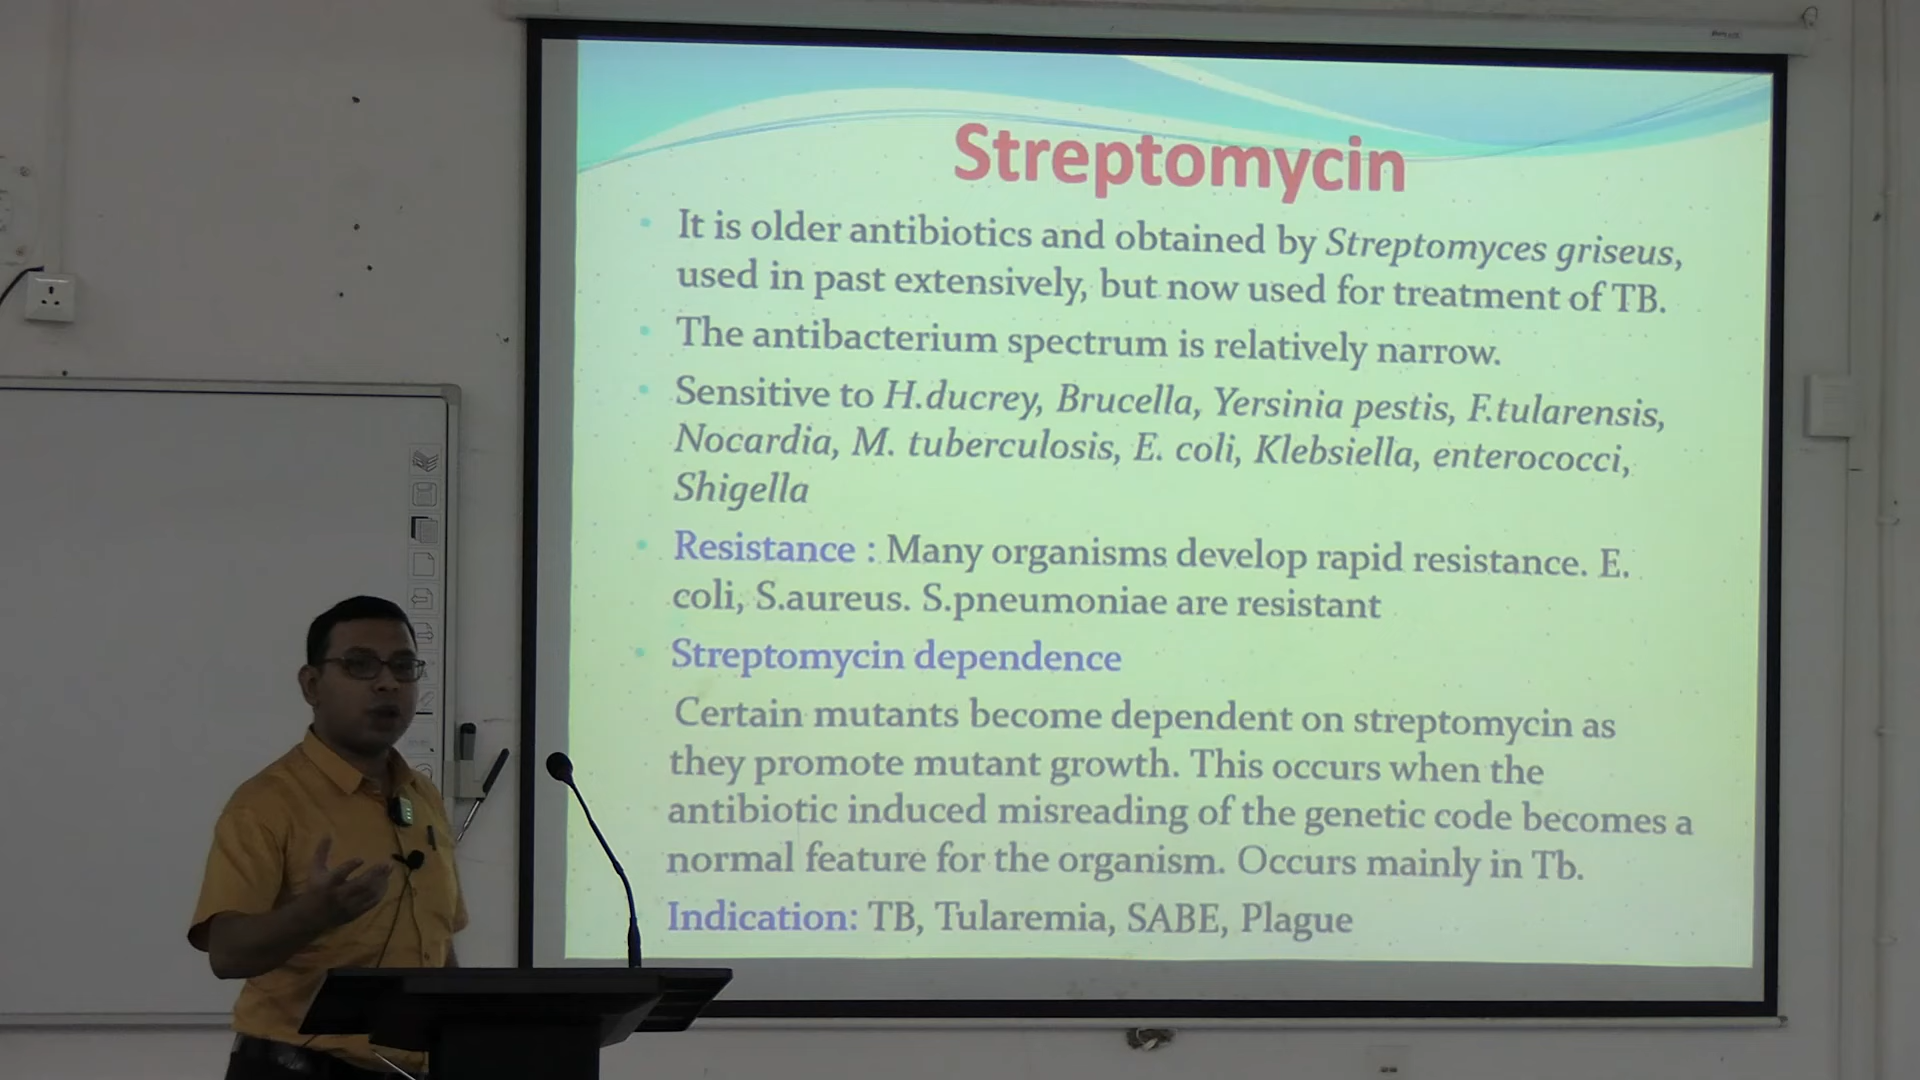 Streptomycin
It is older antibiotics and obtained by Streptomyces griseus,
used in past extensively, but now used for treatment of TB.
The antibacterium spectrum is relatively narrow.
Sensitive to H.ducrey, Brucella, Yersinia pestis, F.tularensis,
Nocardia, M. tuberculosis, E. coli, Klebsiella, enterococci,
Shigella
Resistance : Many organisms develop rapid resistance. E.
coli, S.aureus. S.pneumoniae are resistant
Streptomycin dependence
Certain mutants become dependent on streptomycin as
they promote mutant growth. This occurs when the
antibiotic induced misreading of the genetic code becomes a
normal feature for the organism. Occurs mainly in Tb.
Indication: TB, Tularemia, SABE, Plague